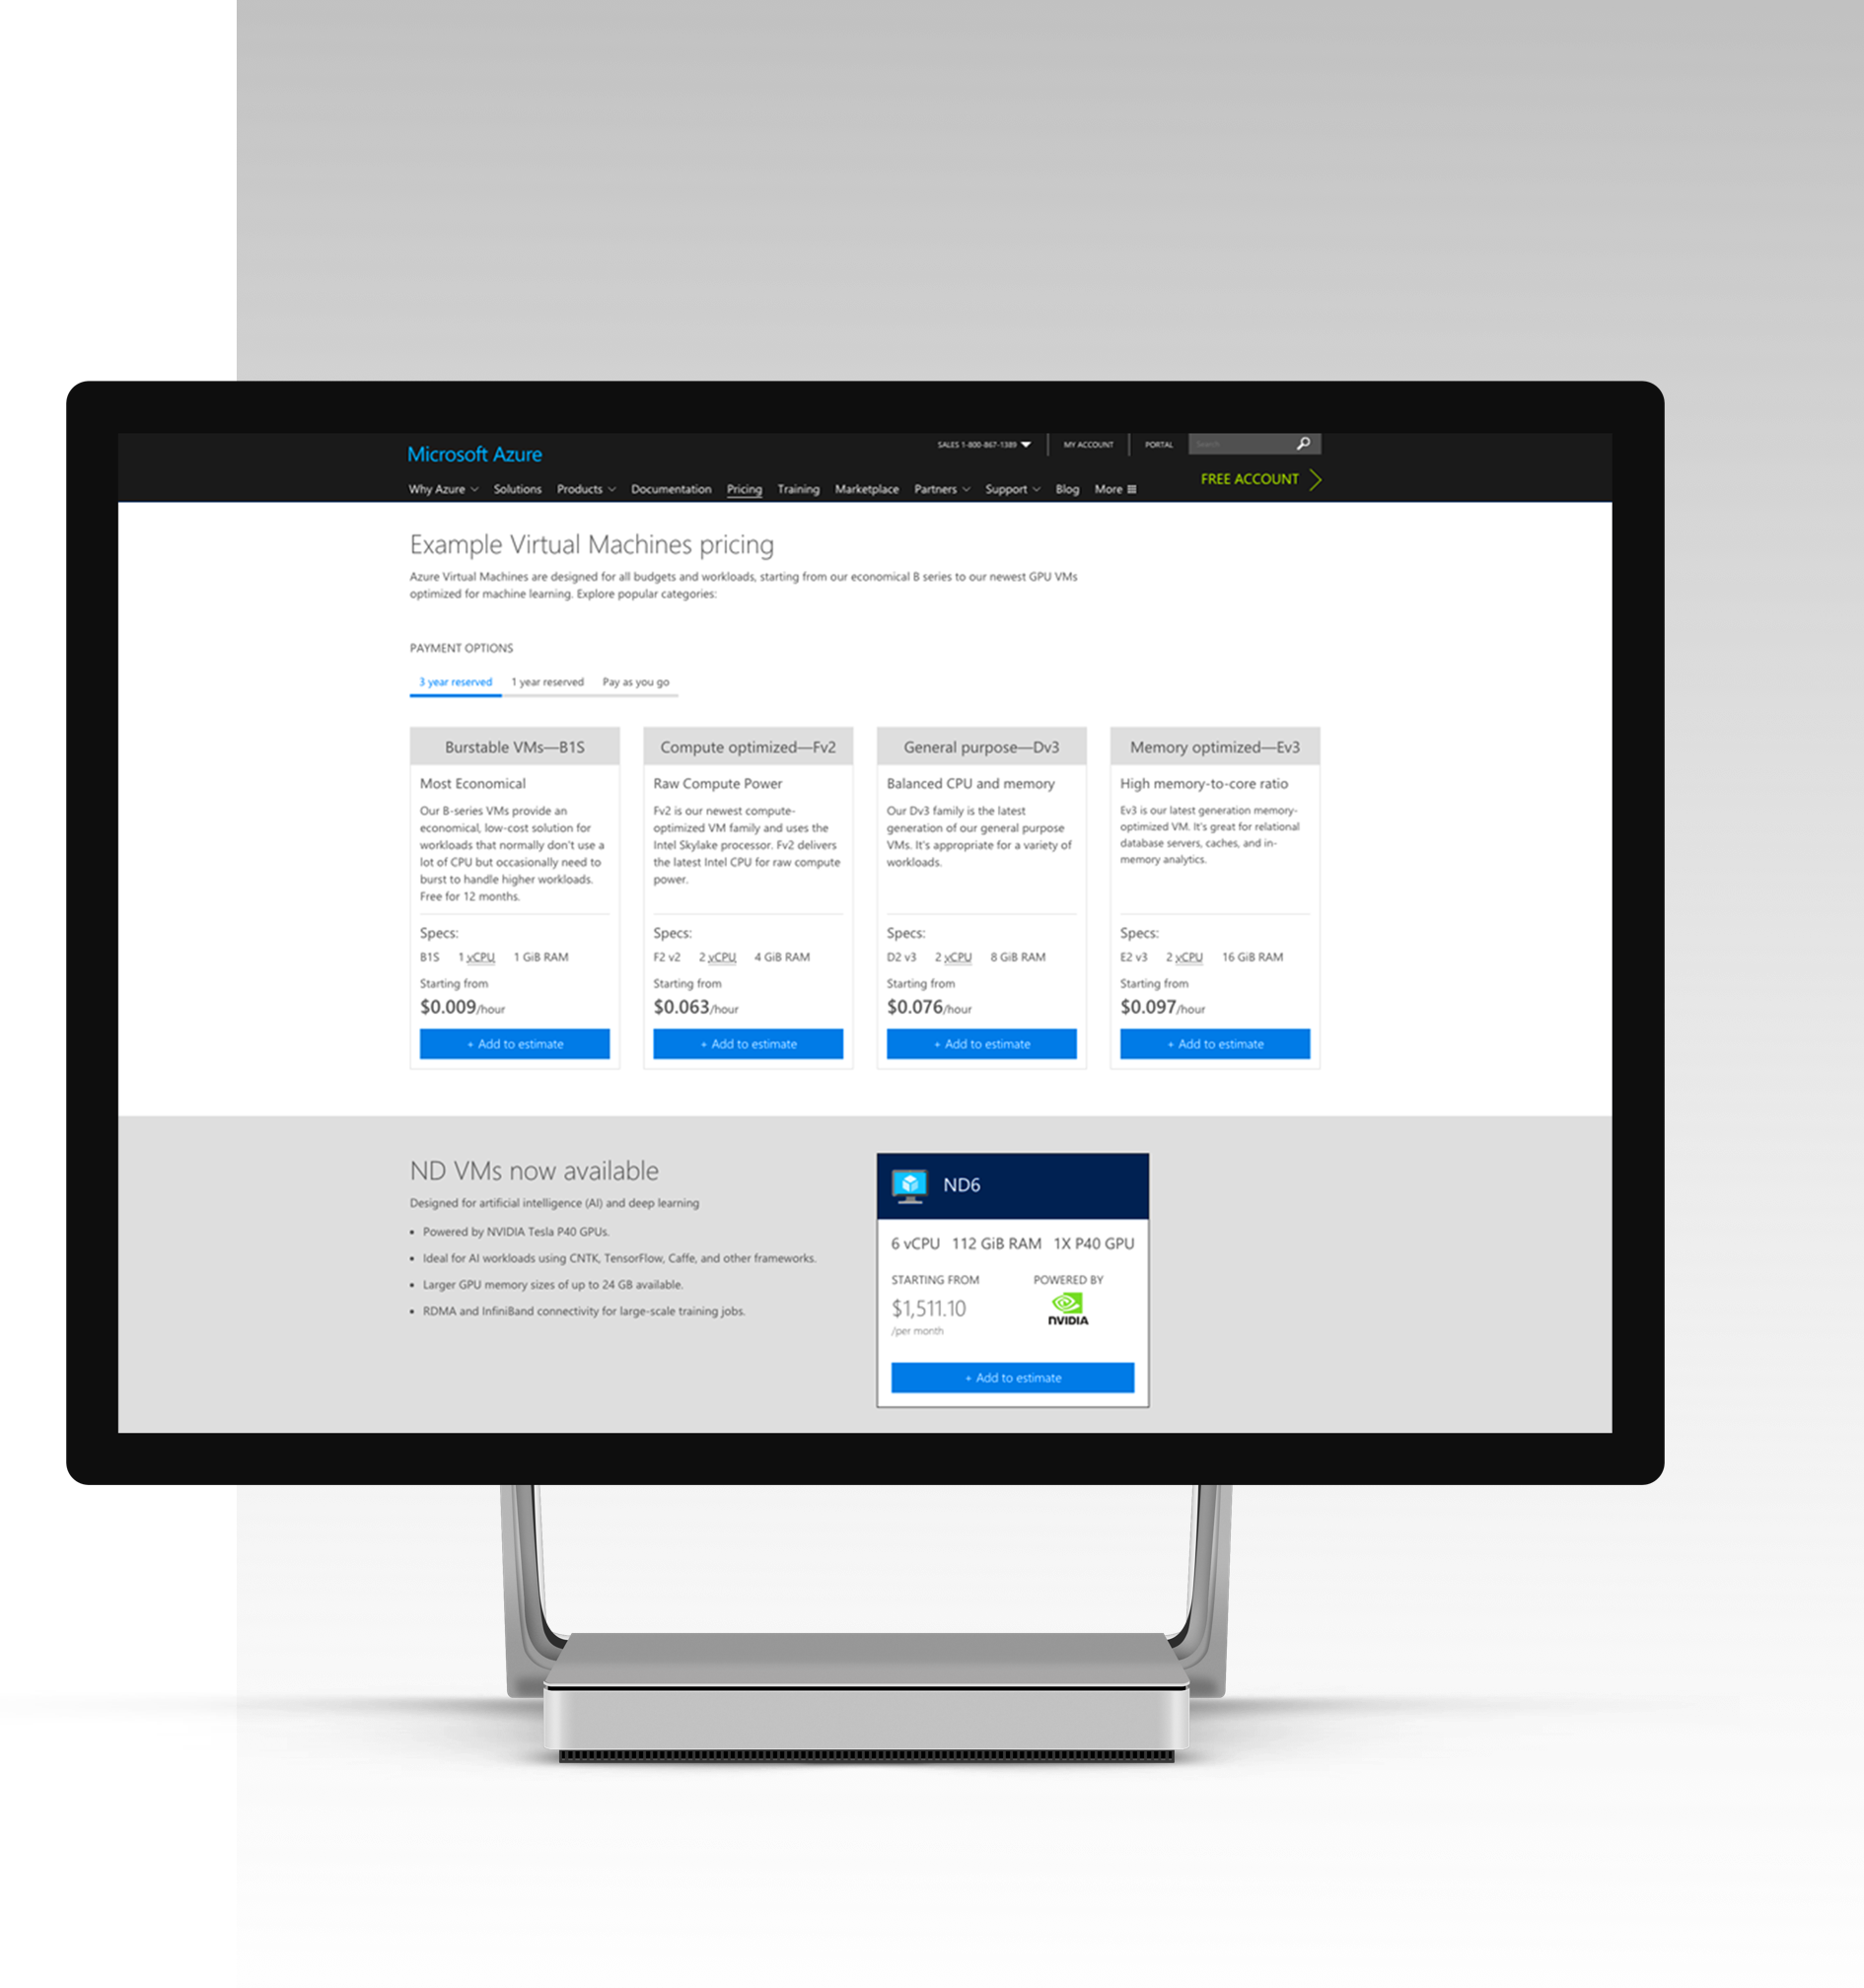 Microsoft Azure
SALES 1-800-867-1389
MY ACCOUNT
PORTAL
Search
Why Azure
Solutions
Products
Documentation
Pricing
Training
Marketplace
Partners
Support
Blog
More
FREE ACCOUNT
Example Virtual Machines pricing
Azure Virtual Machines are designed for all budgets and workloads, starting from our economical B series to our newest GPU VMs
optimized for machine learning. Explore popular categories:
PAYMENT OPTIONS
3 year reserved
1 year reserved
Pay as you go
Burstable VMs—B1S
Most Economical
Our B-series VMs provide an
economical, low-cost solution for
workloads that normally don't use a
lot of CPU but occasionally need to
burst to handle higher workloads.
Free for 12 months.
Specs:
B1S 1 vCPU 1 GiB RAM
Starting from
$0.009/hour
+ Add to estimate
Compute optimized—Fv2
Raw Compute Power
Fv2 is our newest compute-
optimized VM family and uses the
Intel Skylake processor. Fv2 delivers
the latest Intel CPU for raw compute
power.
Specs:
F2 v2 2 vCPU 4 GiB RAM
Starting from
$0.063/hour
+ Add to estimate
General purpose—Dv3
Balanced CPU and memory
Our Dv3 family is the latest
generation of our general purpose
VMs. It's appropriate for a variety of
workloads.
Specs:
D2 v3 2 vCPU 8 GiB RAM
Starting from
$0.076/hour
+ Add to estimate
Memory optimized—Ev3
High memory-to-core ratio
Ev3 is our latest generation memory-
optimized VM. It's great for relational
database servers, caches, and in-
memory analytics.
Specs:
E2 v3 2 vCPU 16 GiB RAM
Starting from
$0.097/hour
+ Add to estimate
ND VMs now available
Designed for artificial intelligence (AI) and deep learning
• Powered by NVIDIA Tesla P40 GPUs.
• Ideal for AI workloads using CNTK, TensorFlow, Caffe, and other frameworks.
• Larger GPU memory sizes of up to 24 GB available.
• RDMA and InfiniBand connectivity for large-scale training jobs.
ND6
6 vCPU 112 GiB RAM 1X P40 GPU
STARTING FROM
$1,511.10
/per month
POWERED BY
NVIDIA
+ Add to estimate